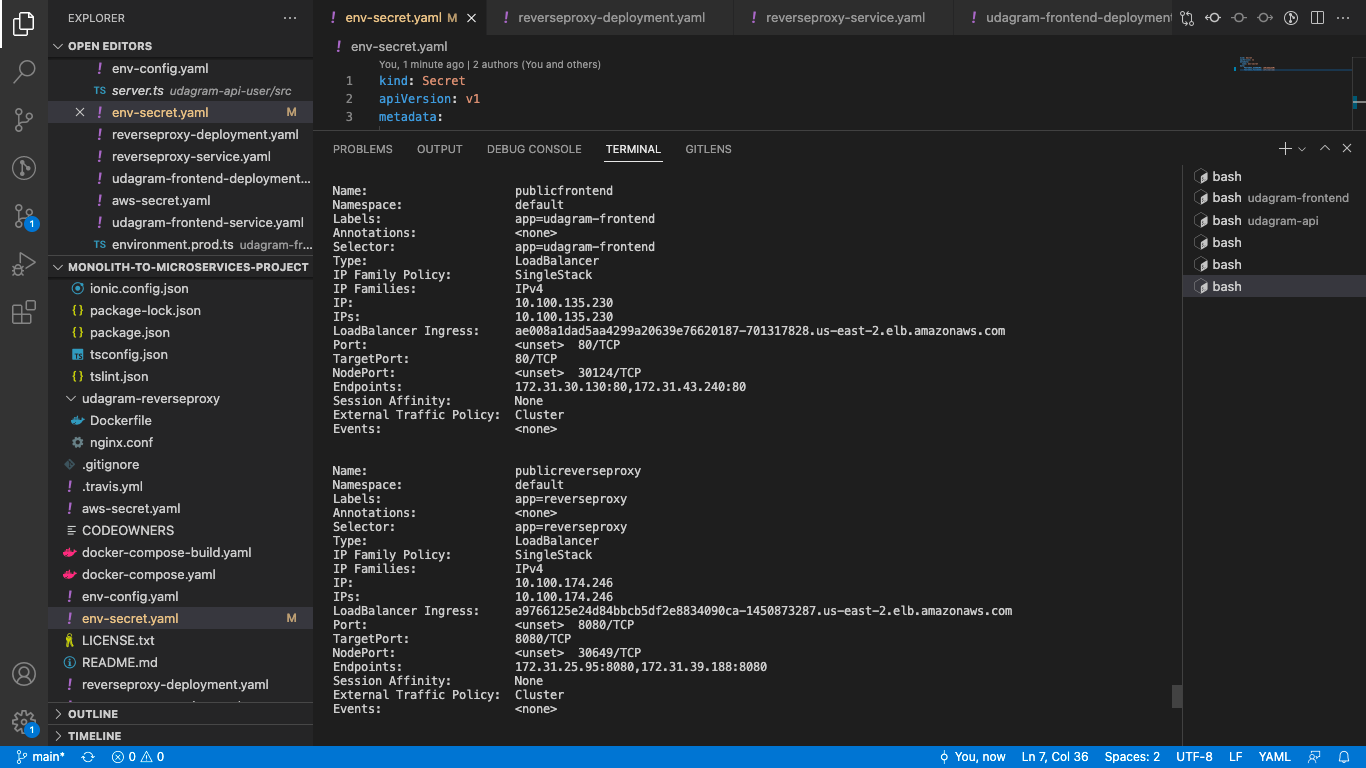 EXPLORER
OPEN EDITORS
! env-config.yaml
TS server.ts udagram-api-user/src
! env-secret.yaml M
! reverseproxy-deployment.yaml
! reverseproxy-service.yaml
! udagram-frontend-deployment...
! aws-secret.yaml
! udagram-frontend-service.yaml
TS environment.prod.ts udagram-fr...
MONOLITH-TO-MICROSERVICES-PROJECT
ionic.config.json
{} package-lock.json
{} package.json
TS tsconfig.json
{} tslint.json
udagram-reverseproxy
Dockerfile
nginx.conf
.gitignore
! .travis.yml
! aws-secret.yaml
CODEOWNERS
docker-compose-build.yaml
docker-compose.yaml
! env-config.yaml
! env-secret.yaml M
LICENSE.txt
README.md
! reverseproxy-deployment.yaml
OUTLINE
TIMELINE
1
1
! env-secret.yaml M
! reverseproxy-deployment.yaml
! reverseproxy-service.yaml
! udagram-frontend-deployment
! env-secret.yaml
You, 1 minute ago | 2 authors (You and others)
1 kind: Secret
2 apiVersion: v1
3 metadata:
PROBLEMS OUTPUT DEBUG CONSOLE TERMINAL GITLENS
Name: publicfrontend
Namespace: default
Labels: app=udagram-frontend
Annotations: <none>
Selector: app=udagram-frontend
Type: LoadBalancer
IP Family Policy: SingleStack
IP Families: IPv4
IP: 10.100.135.230
IPs: 10.100.135.230
LoadBalancer Ingress: ae008a1dad5aa4299a20639e76620187-701317828.us-east-2.elb.amazonaws.com
Port: <unset> 80/TCP
TargetPort: 80/TCP
NodePort: <unset> 30124/TCP
Endpoints: 172.31.30.130:80,172.31.43.240:80
Session Affinity: None
External Traffic Policy: Cluster
Events: <none>
Name: publicreverseproxy
Namespace: default
Labels: app=reverseproxy
Annotations: <none>
Selector: app=reverseproxy
Type: LoadBalancer
IP Family Policy: SingleStack
IP Families: IPv4
IP: 10.100.174.246
IPs: 10.100.174.246
LoadBalancer Ingress: a9766125e24d84bbcb5df2e8834090ca-1450873287.us-east-2.elb.amazonaws.com
Port: <unset> 8080/TCP
TargetPort: 8080/TCP
NodePort: <unset> 30649/TCP
Endpoints: 172.31.25.95:8080,172.31.39.188:8080
Session Affinity: None
External Traffic Policy: Cluster
Events: <none>
bash
bash udagram-frontend
bash udagram-api
bash
bash
bash
main* 0 0 You, now Ln 7, Col 36 Spaces: 2 UTF-8 LF YAML